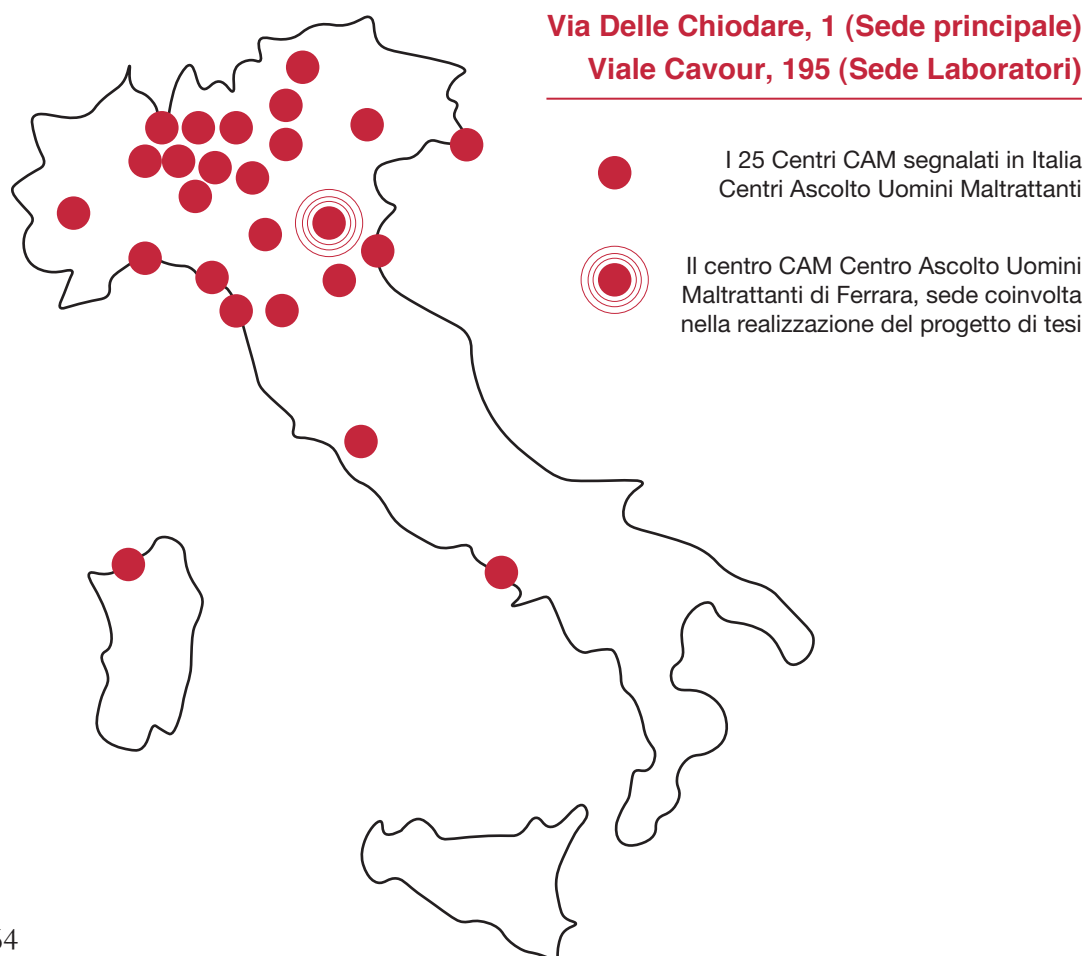 Via Delle Chiodare, 1 (Sede principale)
Viale Cavour, 195 (Sede Laboratori)
I 25 Centri CAM segnalati in Italia
Centri Ascolto Uomini Maltrattanti
Il centro CAM Centro Ascolto Uomini
Maltrattanti di Ferrara, sede coinvolta
nella realizzazione del progetto di tesi